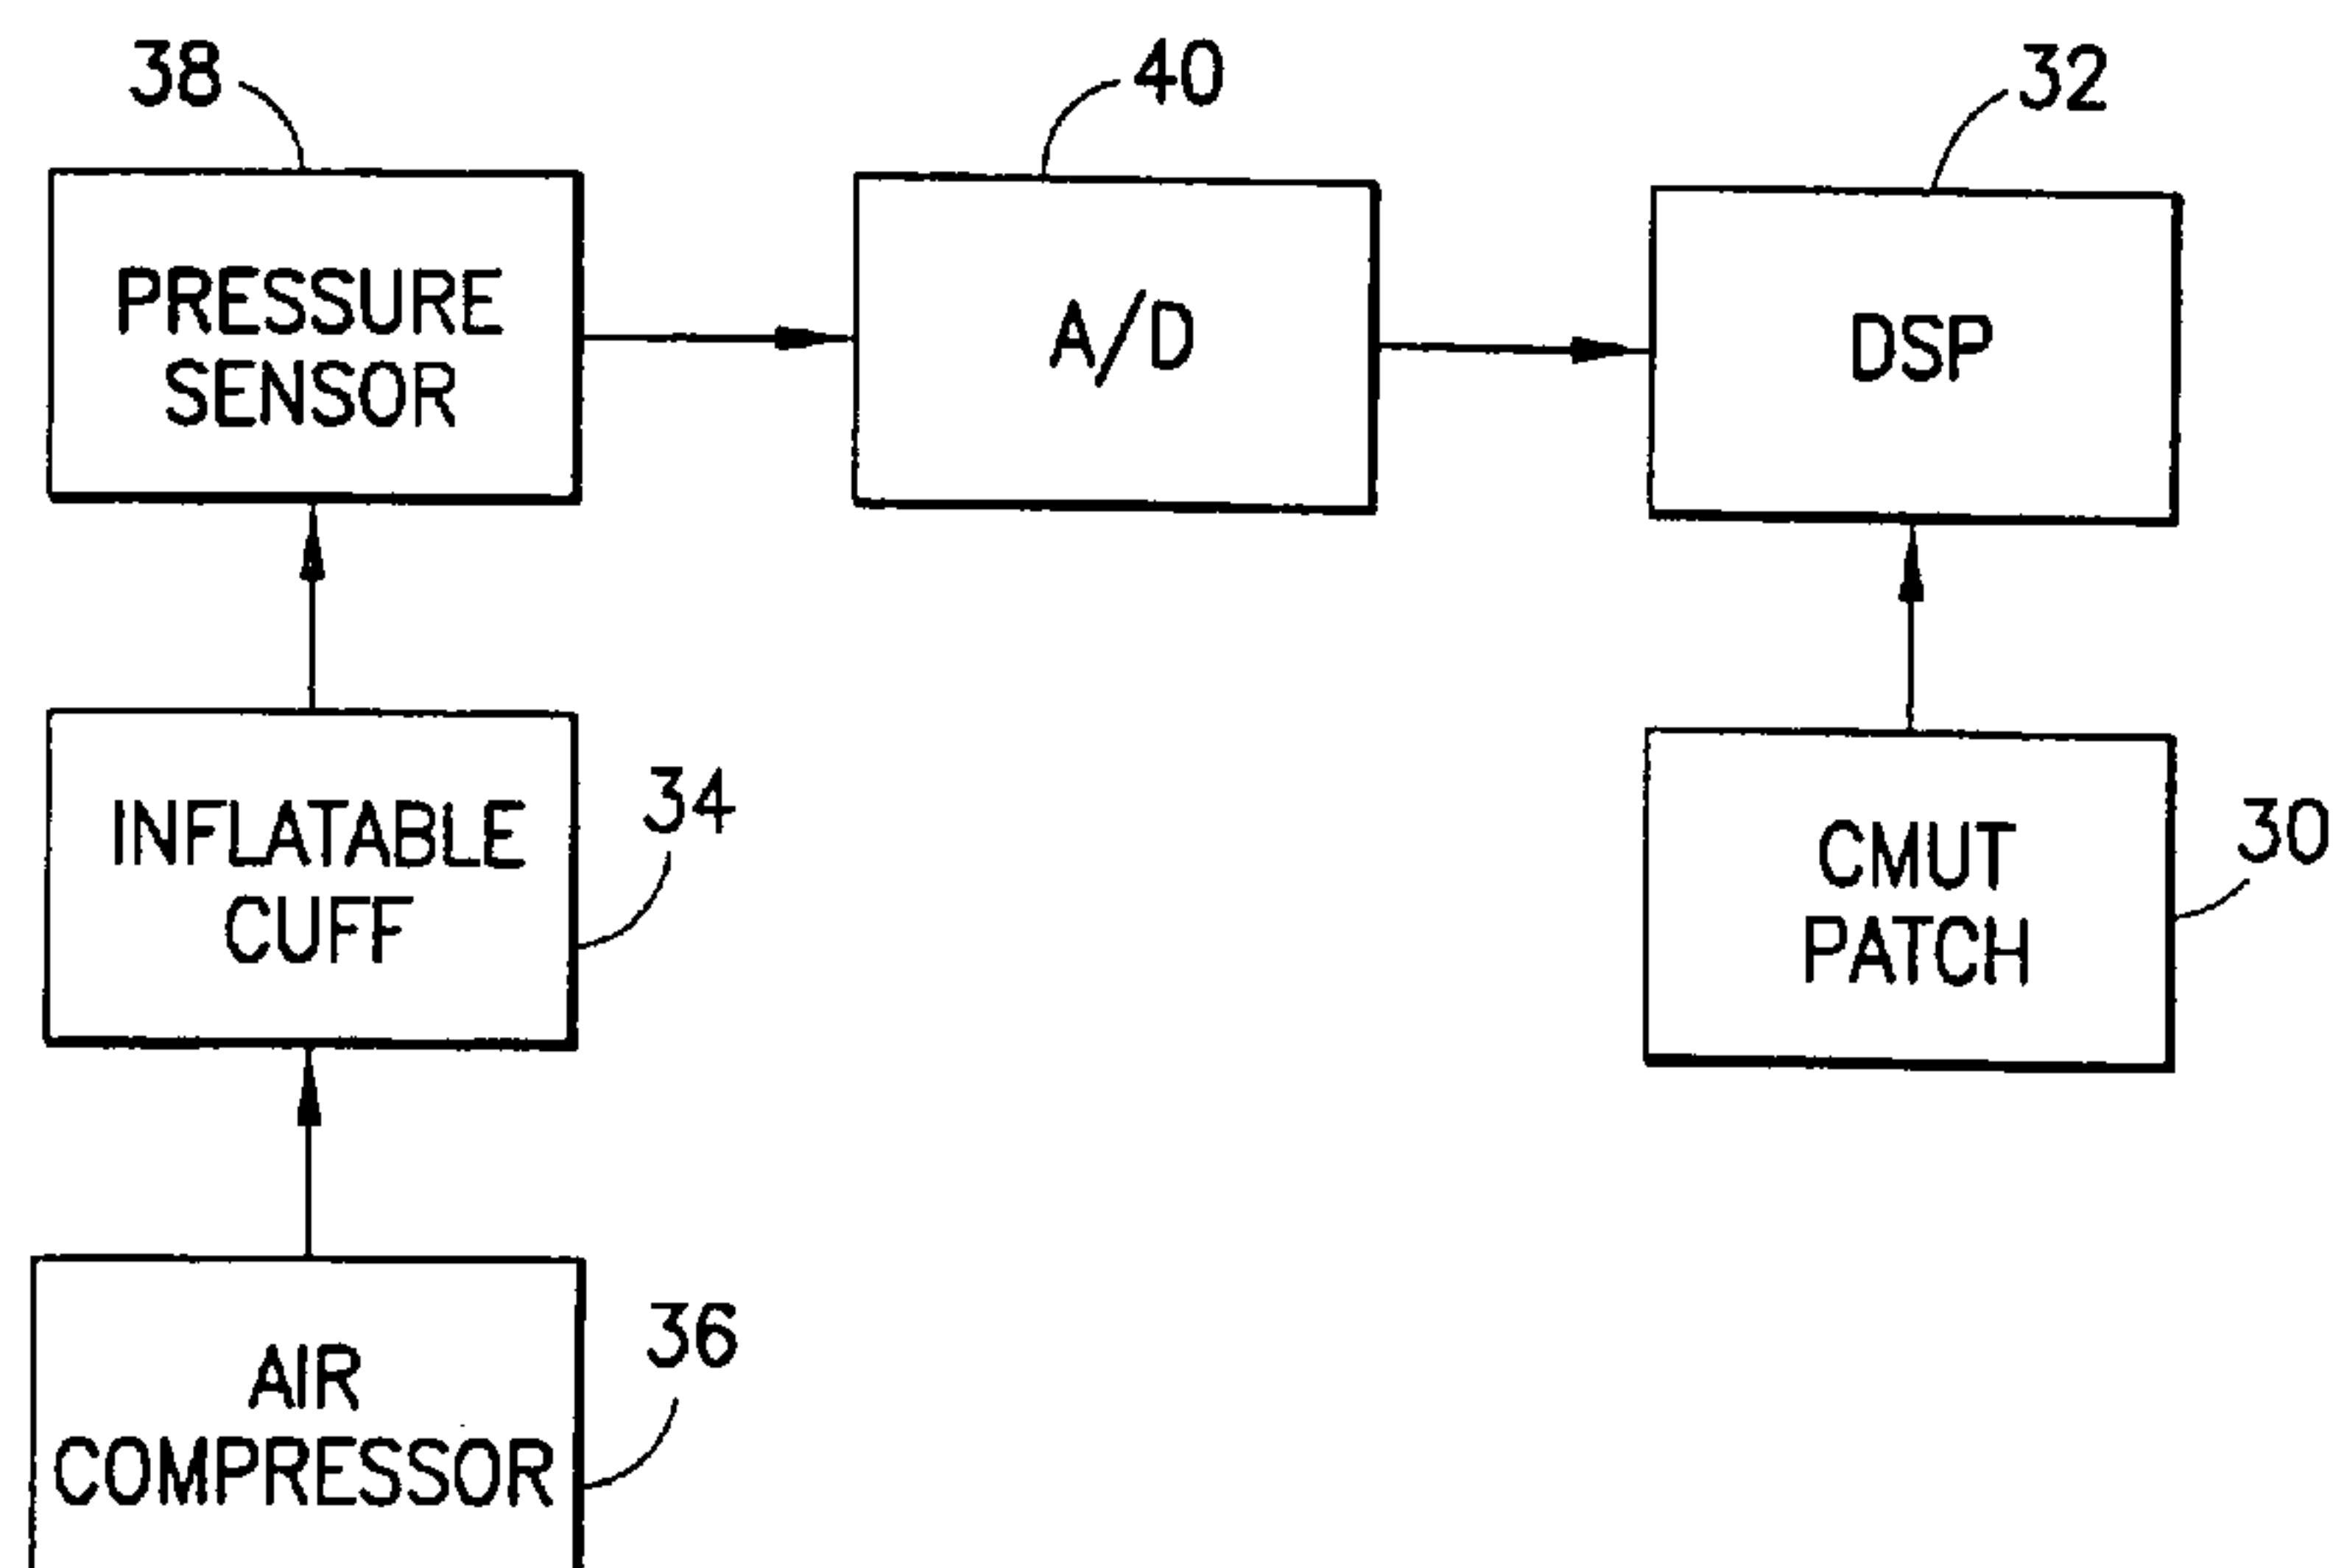 38
40
32
PRESSURE
SENSOR
A/D
DSP
INFLATABLE
CUFF
34
CMUT
PATCH
30
AIR
COMPRESSOR
36